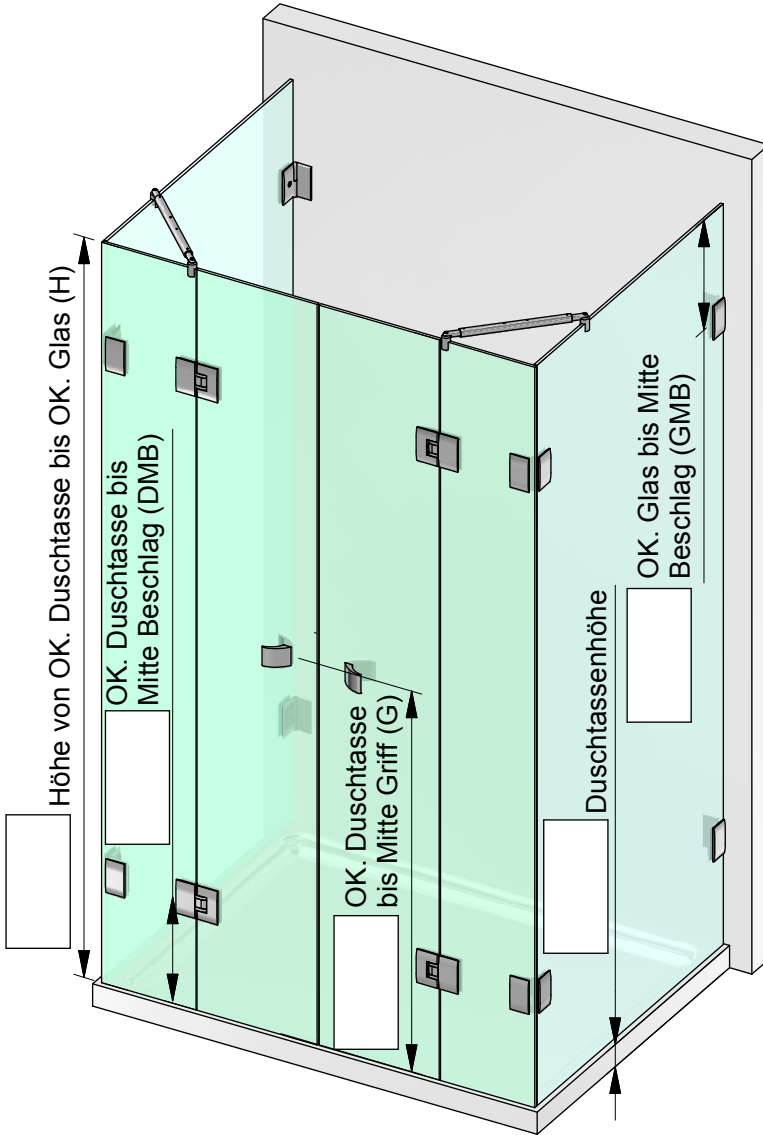 Höhe von OK. Duschtasse bis OK. Glas (H)
OK. Duschtasse bis
Mitte Beschlag (DMB)
OK. Duschtasse
bis Mitte Griff (G)
Duschtassenhöhe
OK. Glas bis Mitte
Beschlag (GMB)